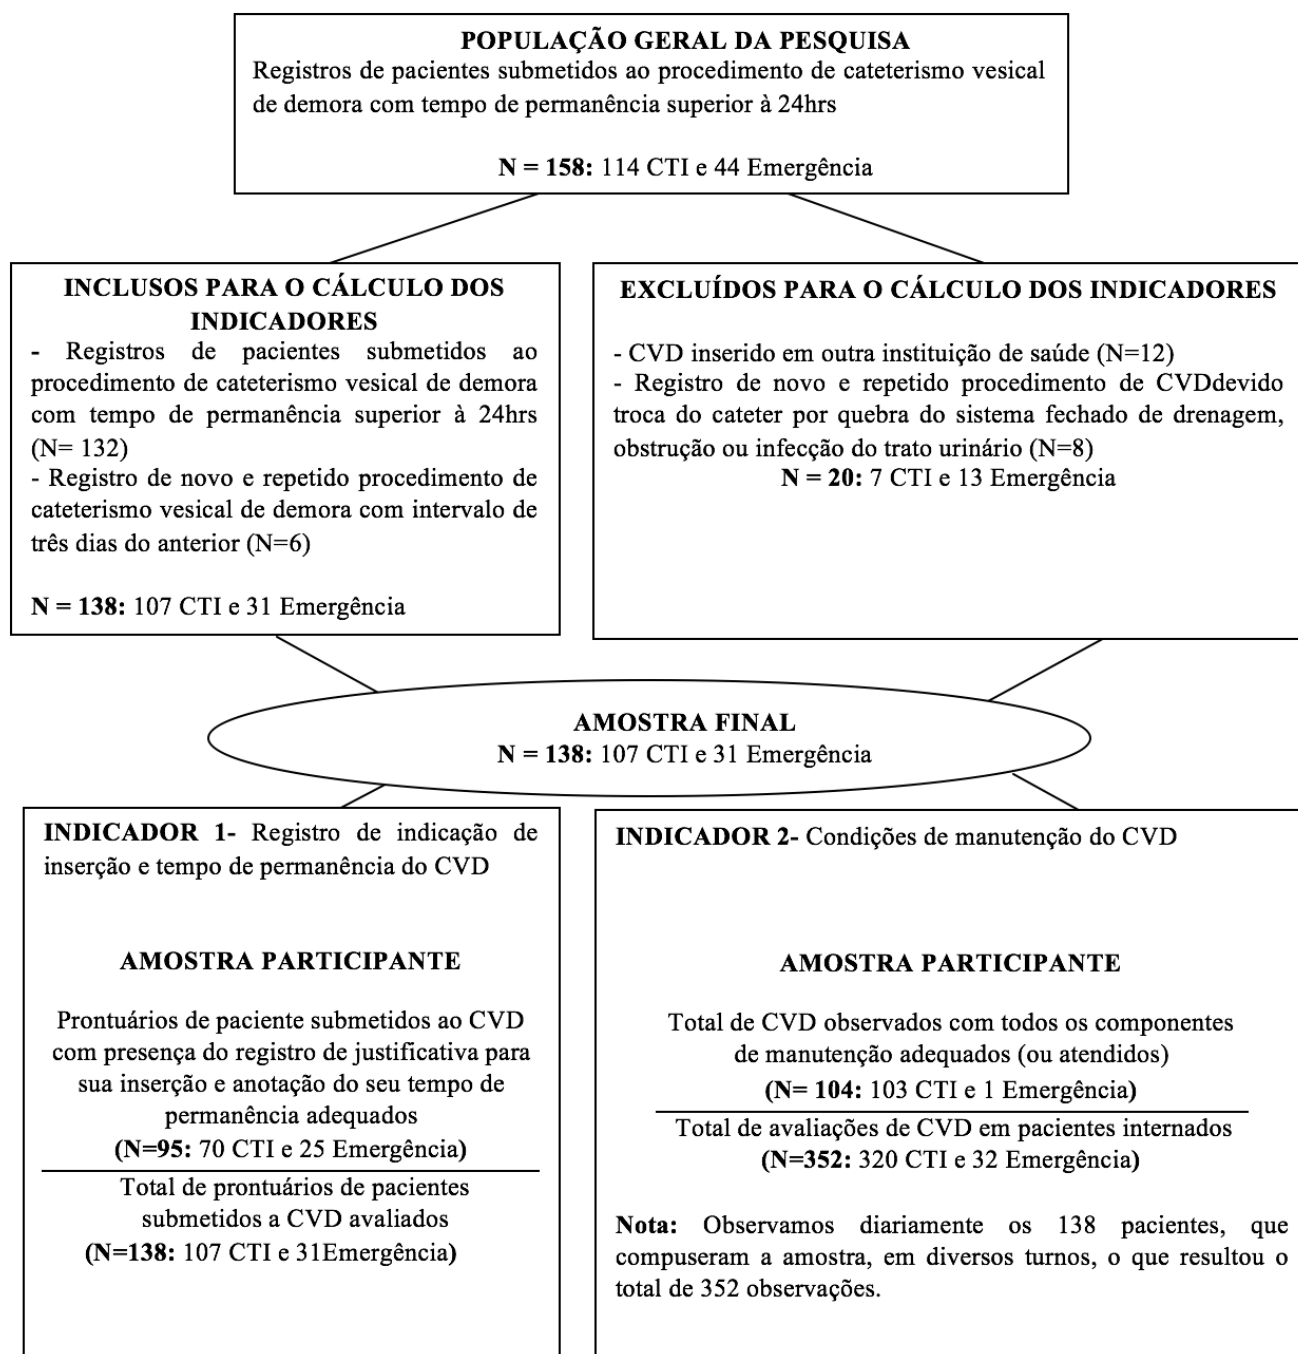 POPULAÇÃO GERAL DA PESQUISA
Registros de pacientes submetidos ao procedimento de cateterismo vesical
de demora com tempo de permanência superior à 24hrs
N = 158: 114 CTI e 44 Emergência
INCLUSOS PARA O CÁLCULO DOS
INDICADORES
- Registros de pacientes submetidos ao
procedimento de cateterismo vesical de demora
com tempo de permanência superior à 24hrs
(N= 132)
- Registro de novo e repetido procedimento de
cateterismo vesical de demora com intervalo de
três dias do anterior (N=6)
N = 138: 107 CTI e 31 Emergência
EXCLUÍDOS PARA O CÁLCULO DOS INDICADORES
- CVD inserido em outra instituição de saúde (N=12)
- Registro de novo e repetido procedimento de CVDdevido
troca do cateter por quebra do sistema fechado de drenagem,
obstrução ou infecção do trato urinário (N=8)
N = 20: 7 CTI e 13 Emergência
AMOSTRA FINAL
N = 138: 107 CTI e 31 Emergência
INDICADOR 1- Registro de indicação de
inserção e tempo de permanência do CVD
AMOSTRA PARTICIPANTE
Prontuários de paciente submetidos ao CVD
com presença do registro de justificativa para
sua inserção e anotação do seu tempo de
permanência adequados
(N=95: 70 CTI e 25 Emergência)
Total de prontuários de pacientes
submetidos a CVD avaliados
(N=138: 107 CTI e 31Emergência)
INDICADOR 2- Condições de manutenção do CVD
AMOSTRA PARTICIPANTE
Total de CVD observados com todos os componentes
de manutenção adequados (ou atendidos)
(N= 104: 103 CTI e 1 Emergência)
Total de avaliações de CVD em pacientes internados
(N=352: 320 CTI e 32 Emergência)
Nota: Observamos diariamente os 138 pacientes, que
compuseram a amostra, em diversos turnos, o que resultou o
total de 352 observações.